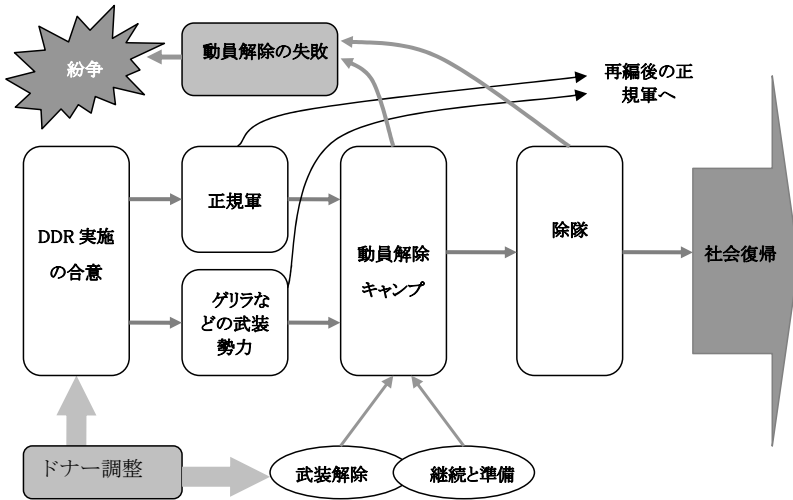 動員解除の失敗
紛争
再編後の正
規軍へ
正規軍
DDR 実施
の合意
除隊
動員解除
キャンプ
社会復帰
ゲリラな
どの武装
勢力
ドナー調整
武装解除
継続と準備